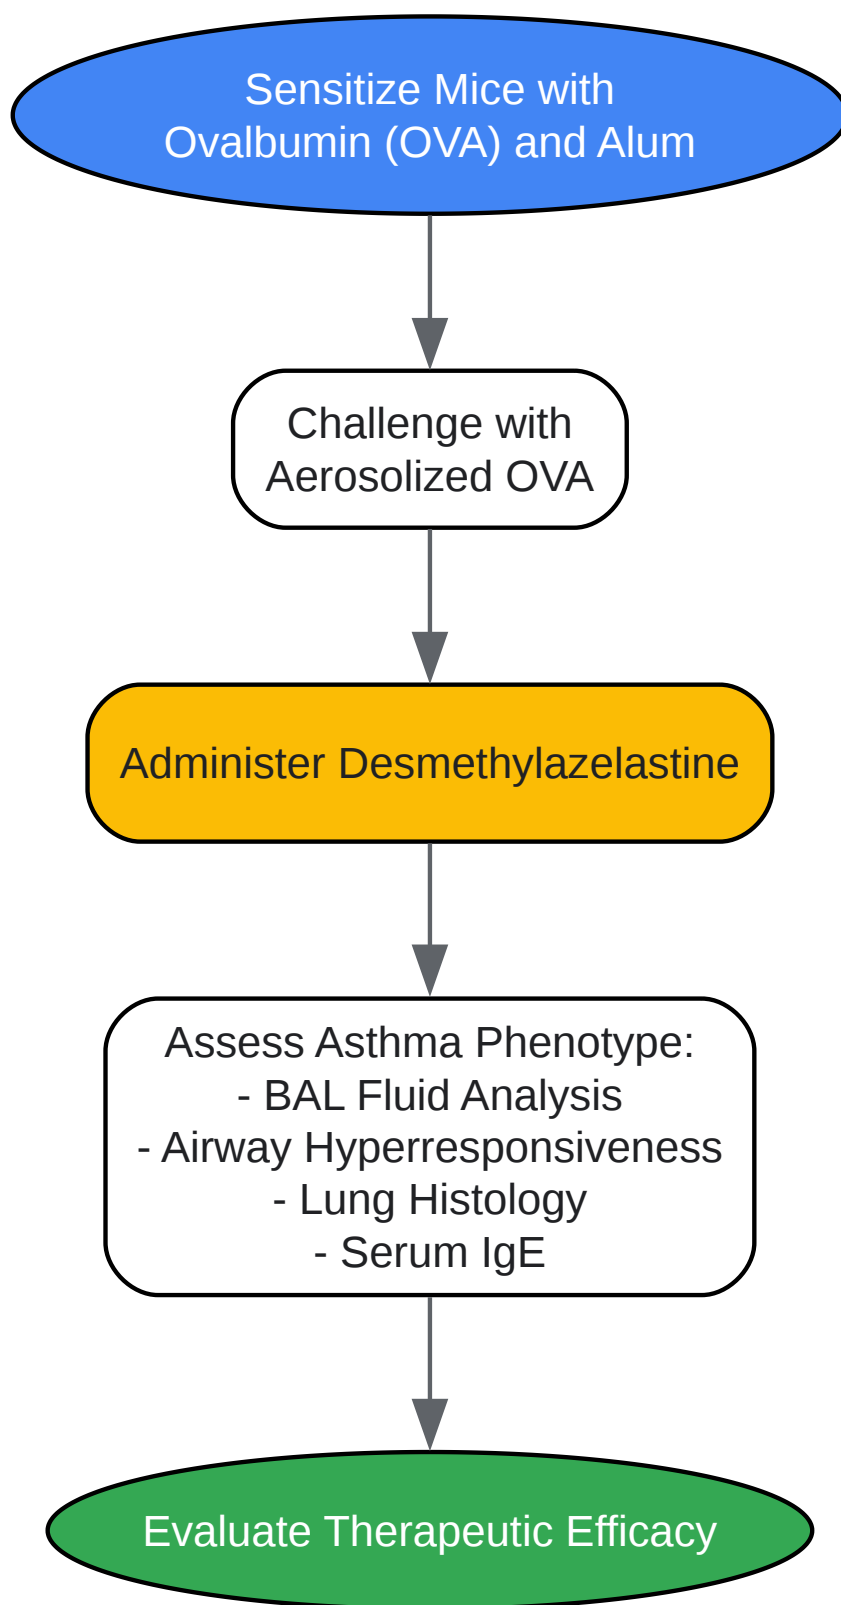 Sensitize Mice with
Ovalbumin (OVA) and Alum
Challenge with
Aerosolized OVA
Administer Desmethylazelastine
Assess Asthma Phenotype:
- BAL Fluid Analysis
- Airway Hyperresponsiveness
- Lung Histology
- Serum IgE
Evaluate Therapeutic Efficacy